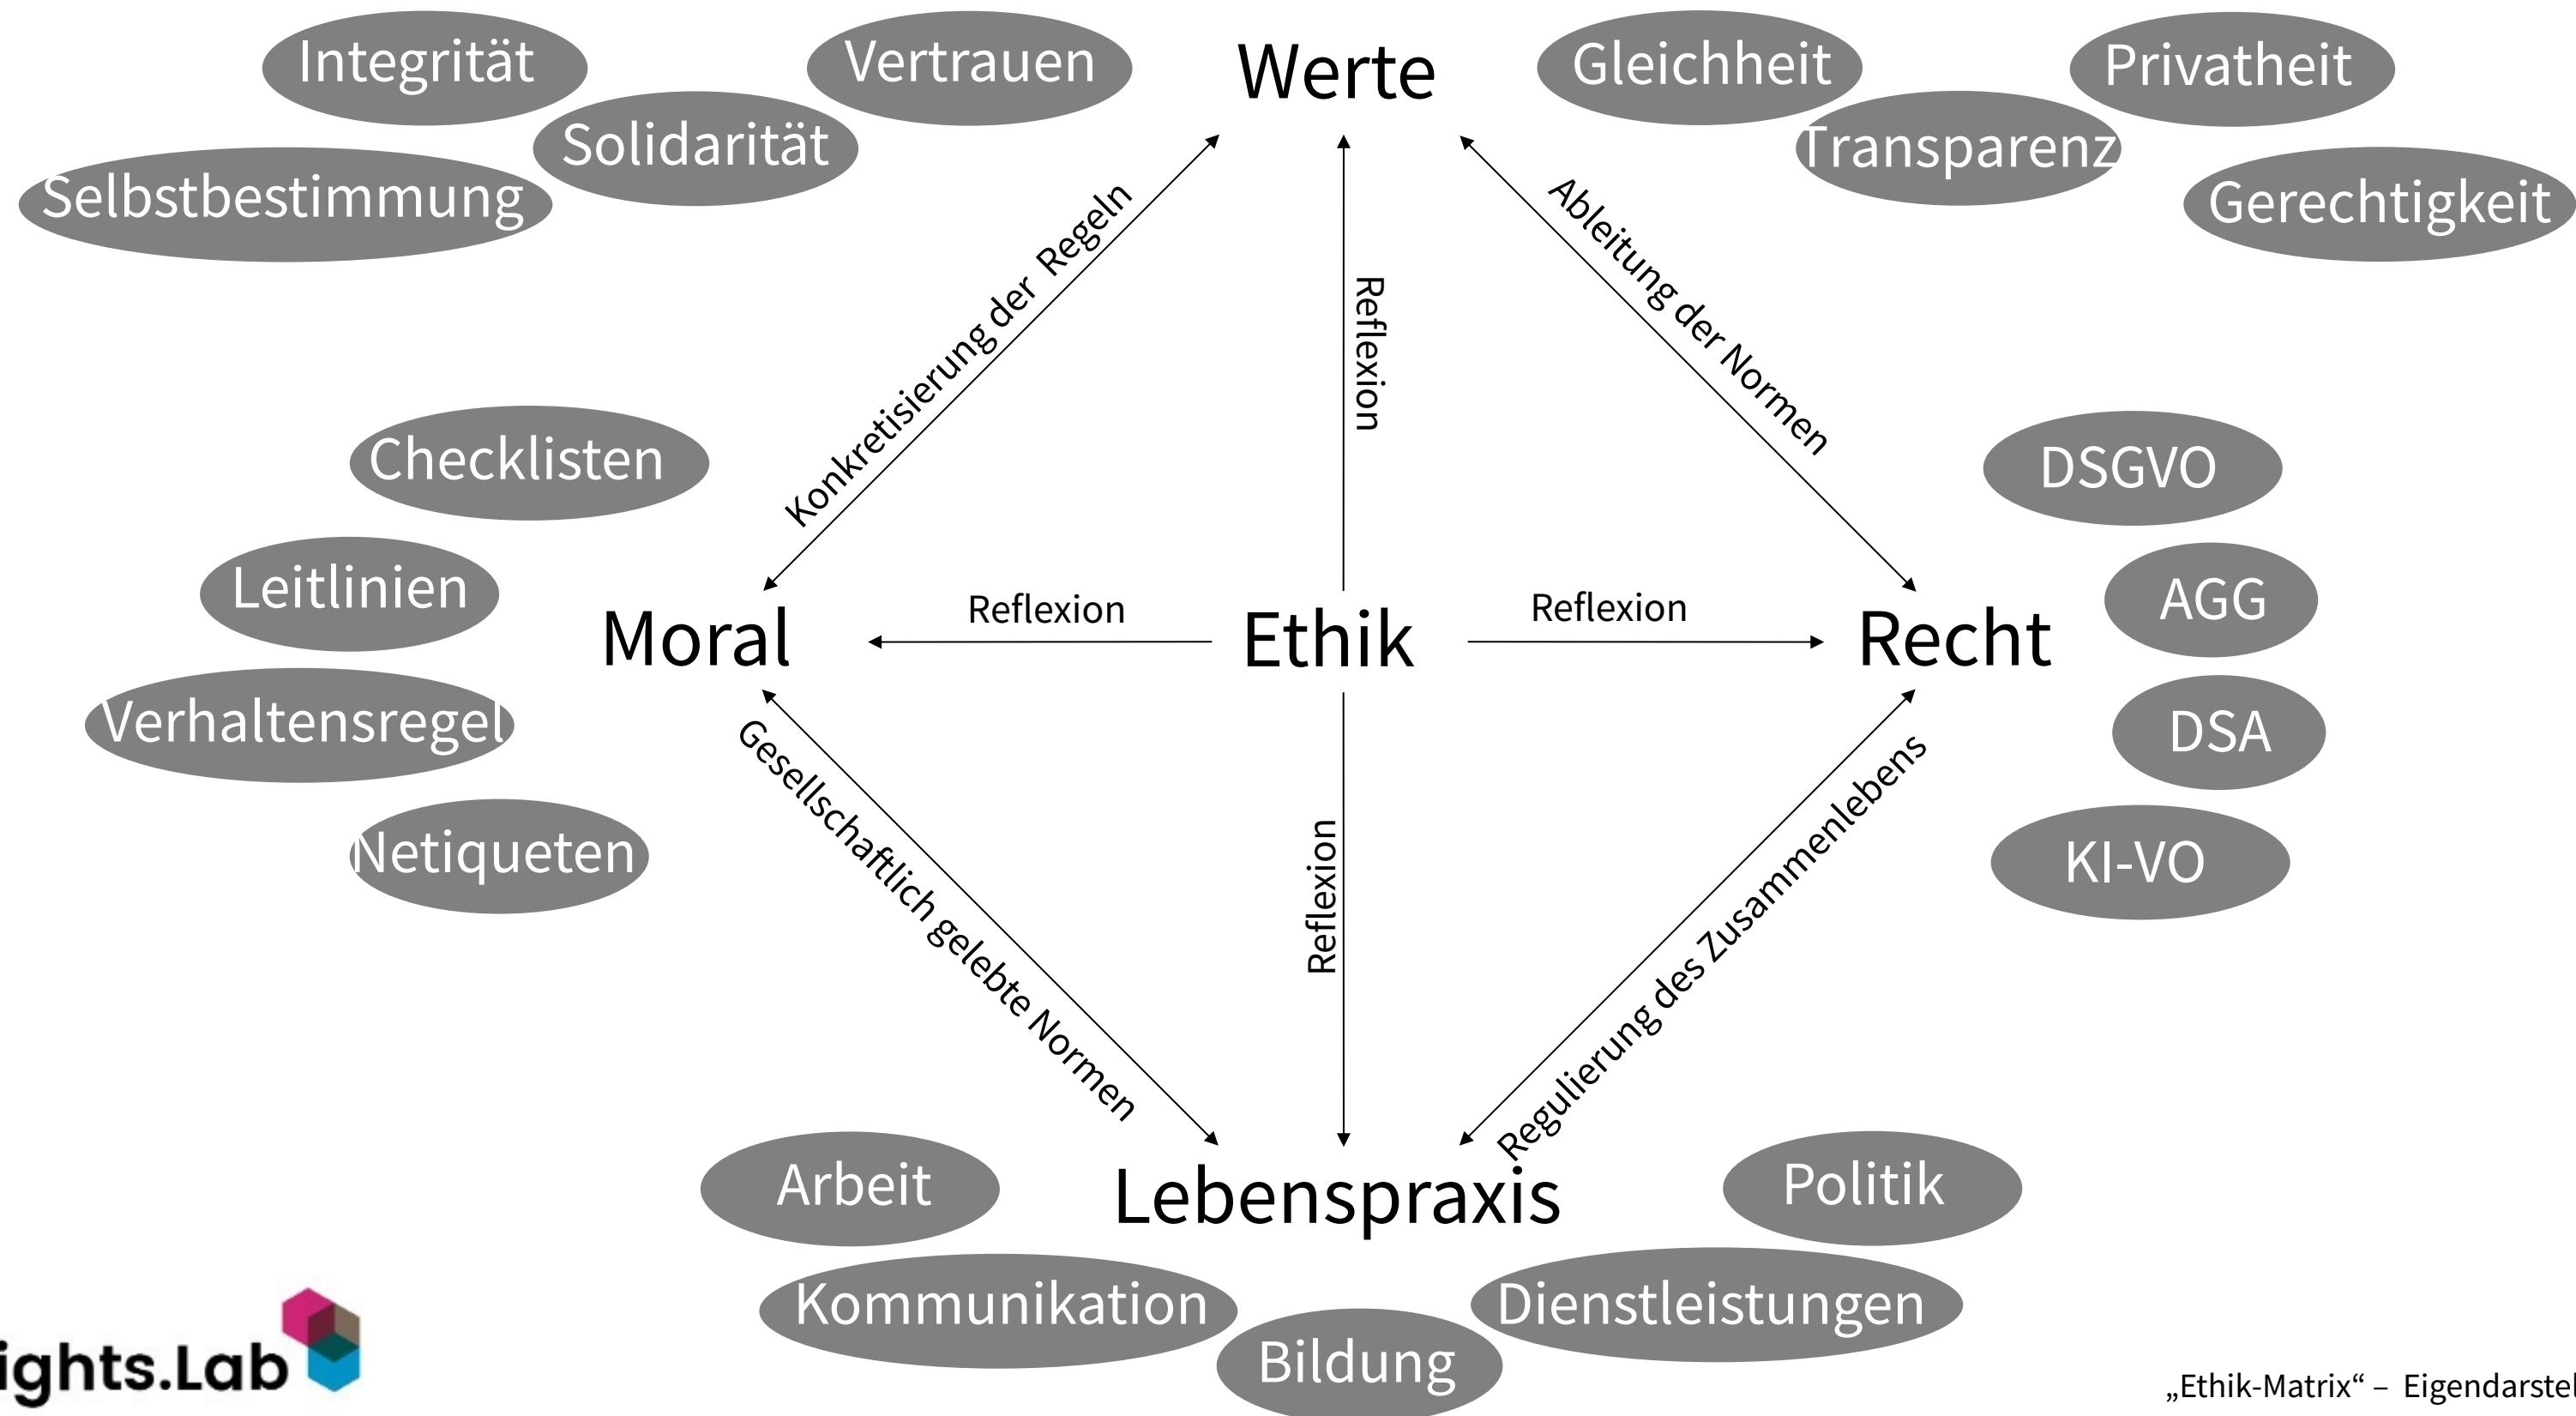 Integrität
Vertrauen
Werte
Gleichheit
Privatheit
Solidarität
Transparenz
Selbstbestimmung
Gerechtigkeit
Konkretisierung der Regeln
Reflexion
Ableitung der Normen
Checklisten
DSGVO
Leitlinien
AGG
Moral
Reflexion
Ethik
Reflexion
Recht
Verhaltensregel
DSA
Netiqueten
KI-VO
Gesellschaftlich gelebte Normen
Reflexion
Regulierung des Zusammenlebens
Arbeit
Lebenspraxis
Politik
Kommunikation
Dienstleistungen
Bildung
ights.Lab
„Ethik-Matrix“ – Eigendarstel